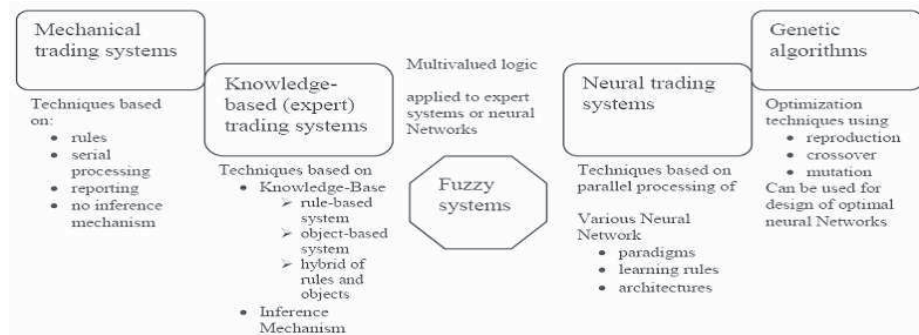 Mechanical
trading systems
Techniques based
on:
• rules
• serial
processing
• reporting
• no inference
mechanism
Knowledge-
based (expert)
trading systems
Techniques based on
• Knowledge-Base
➢ rule-based
system
➢ object-based
system
➢ hybrid of
rules and
objects
• Inference
Mechanism
Multivalued logic
applied to expert
systems or neural
Networks
Fuzzy
systems
Neural trading
systems
Techniques based on
parallel processing of
Various Neural
Network
• paradigms
• learning rules
• architectures
Genetic
algorithms
Optimization
techniques using
• reproduction
• crossover
• mutation
Can be used for
design of optimal
neural Networks